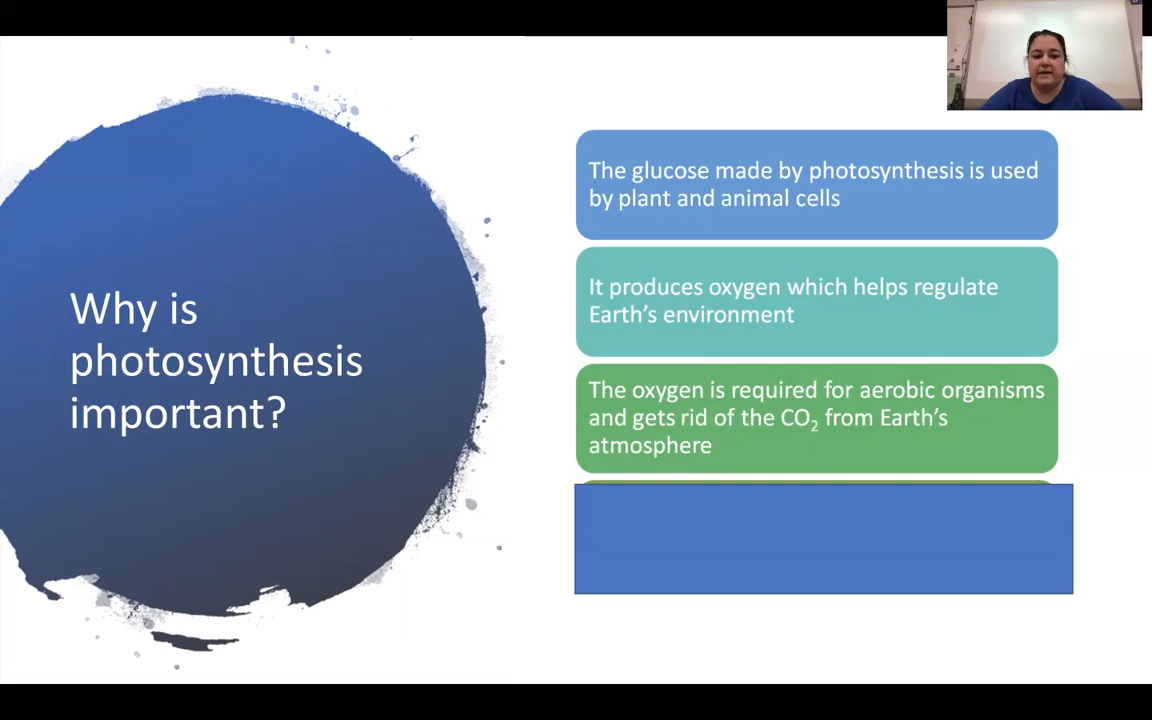 Why is
photosynthesis
important?
The glucose made by photosynthesis is used
by plant and animal cells
It produces oxygen which helps regulate
Earth’s environment
The oxygen is required for aerobic organisms
and gets rid of the CO₂ from Earth’s
atmosphere